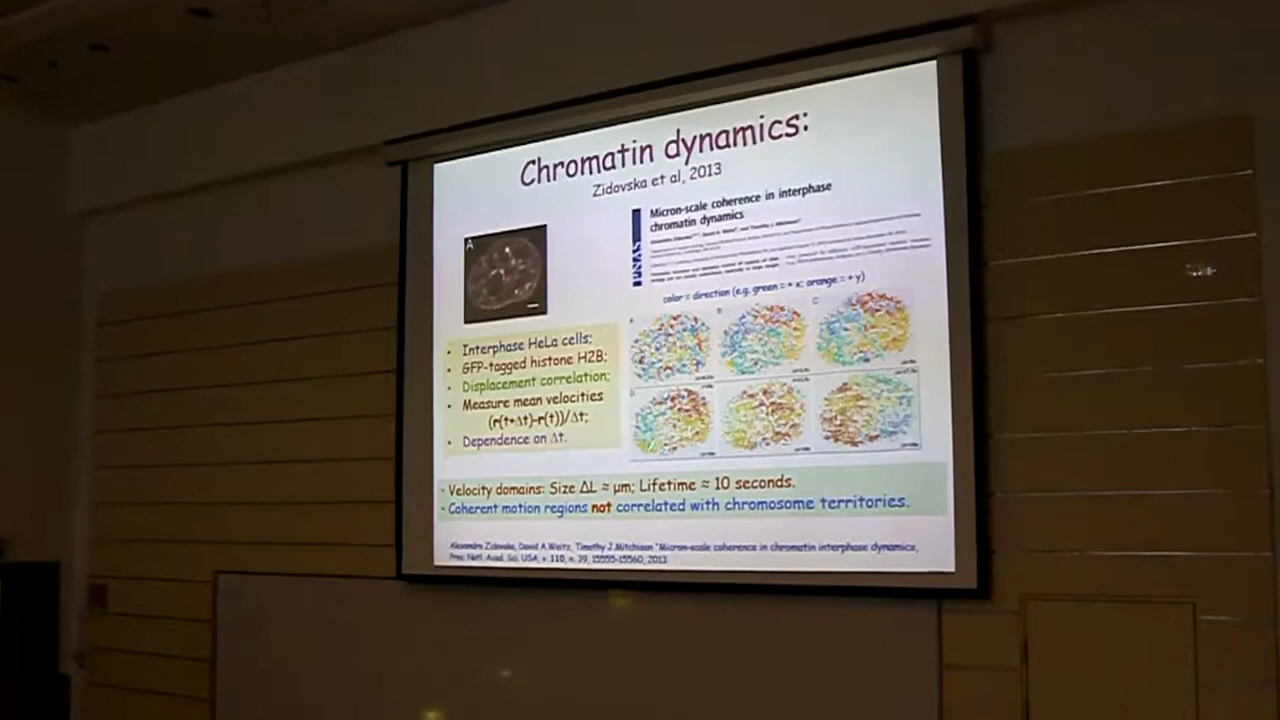 Chromatin dynamics:
Zidovska et al, 2013
A
PNAS
Micron-scale coherence in interphase
chromatin dynamics
color = direction (e.g. green = + x; orange = + y)
A
B
C
D
• Interphase HeLa cells;
• GFP-tagged histone H2B;
• Displacement correlation;
• Measure mean velocities
(r(t+Δt)-r(t))/Δt;
• Dependence on Δt.
- Velocity domains: Size ΔL ≈ μm; Lifetime ≈ 10 seconds.
- Coherent motion regions not correlated with chromosome territories.
Alexandra Zidovska, David A.Weitz, Timothy J.Mitchison "Micron-scale coherence in chromatin interphase dynamics,
Proc. Natl. Acad. Sci. USA, v. 110, n. 39, 15555-15560, 2013